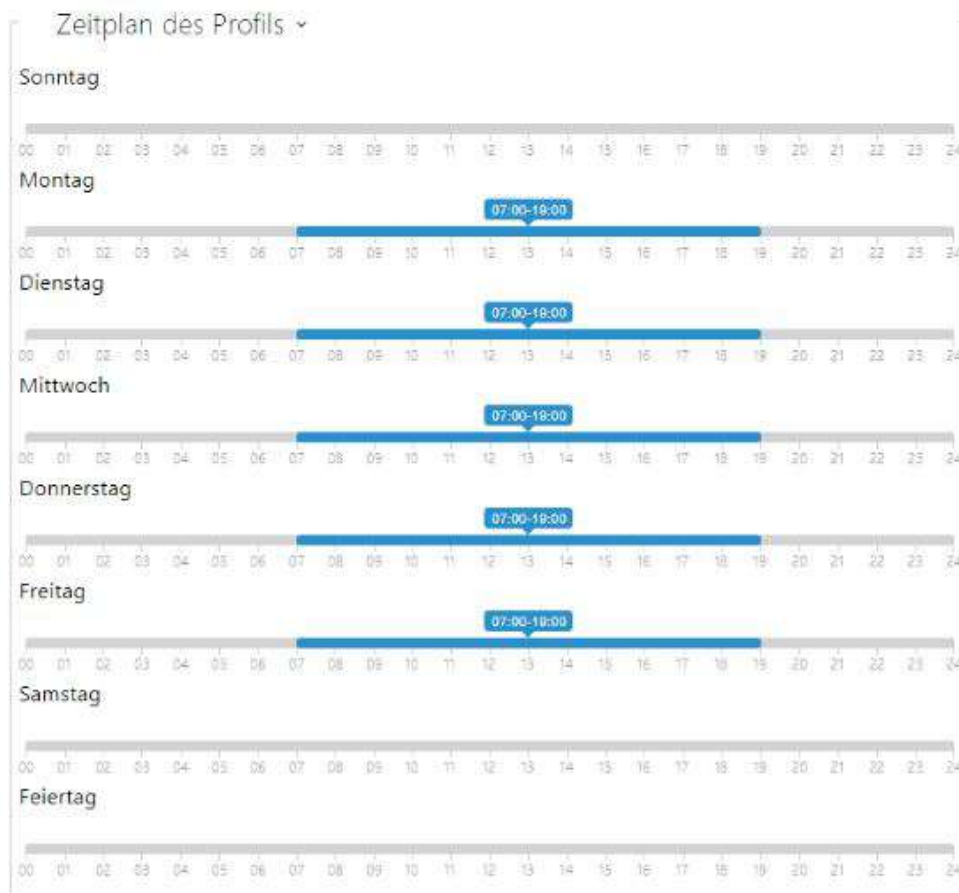 Zeitplan des Profils
Sonntag
00 01 02 03 04 05 06 07 08 09 10 11 12 13 14 15 16 17 18 19 20 21 22 23 24
Montag
07:00-19:00
00 01 02 03 04 05 06 07 08 09 10 11 12 13 14 15 16 17 18 19 20 21 22 23 24
Dienstag
07:00-19:00
00 01 02 03 04 05 06 07 08 09 10 11 12 13 14 15 16 17 18 19 20 21 22 23 24
Mittwoch
07:00-19:00
00 01 02 03 04 05 06 07 08 09 10 11 12 13 14 15 16 17 18 19 20 21 22 23 24
Donnerstag
07:00-19:00
00 01 02 03 04 05 06 07 08 09 10 11 12 13 14 15 16 17 18 19 20 21 22 23 24
Freitag
07:00-19:00
00 01 02 03 04 05 06 07 08 09 10 11 12 13 14 15 16 17 18 19 20 21 22 23 24
Samstag
00 01 02 03 04 05 06 07 08 09 10 11 12 13 14 15 16 17 18 19 20 21 22 23 24
Feiertag
00 01 02 03 04 05 06 07 08 09 10 11 12 13 14 15 16 17 18 19 20 21 22 23 24